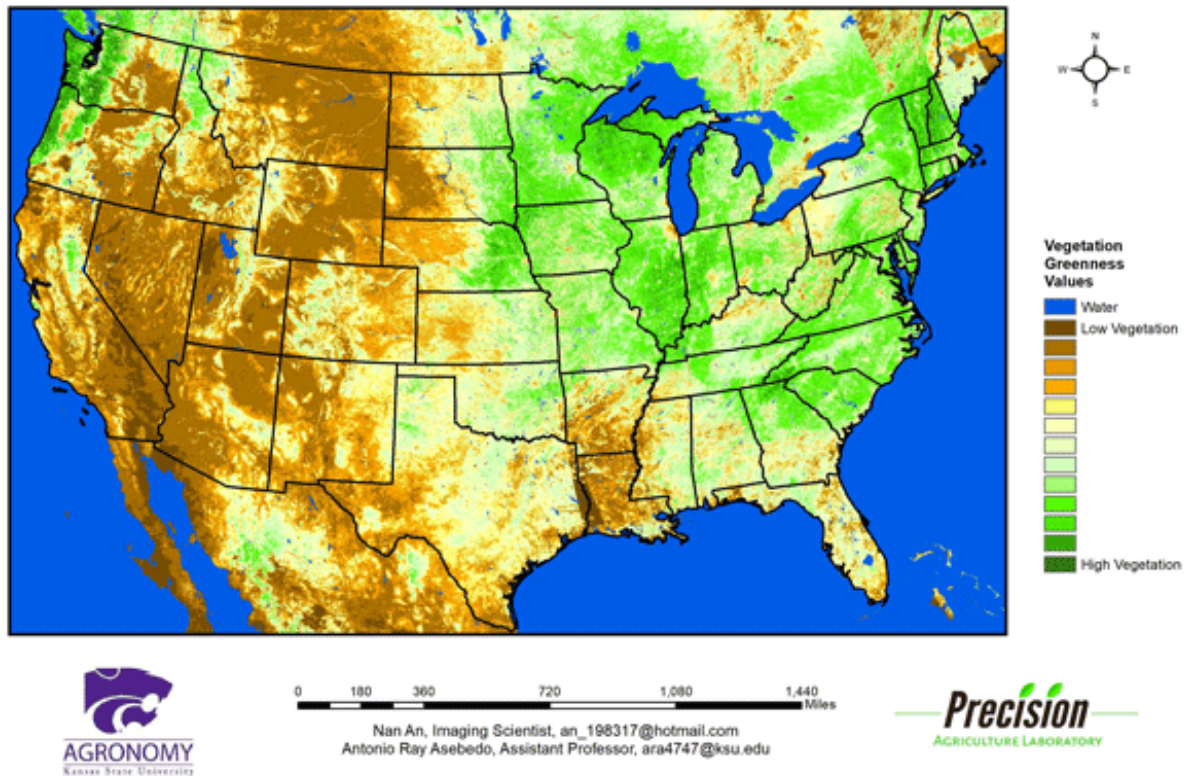 N
W E
S
Vegetation
Greenness
Values
Water
Low Vegetation
High Vegetation
0 180 360 720 1,080 1,440
Miles
Nan An, Imaging Scientist, an_198317@hotmail.com
Antonio Ray Asebedo, Assistant Professor, ara4747@ksu.edu
AGRONOMY
Kansas State University
Precision
AGRICULTURE LABORATORY